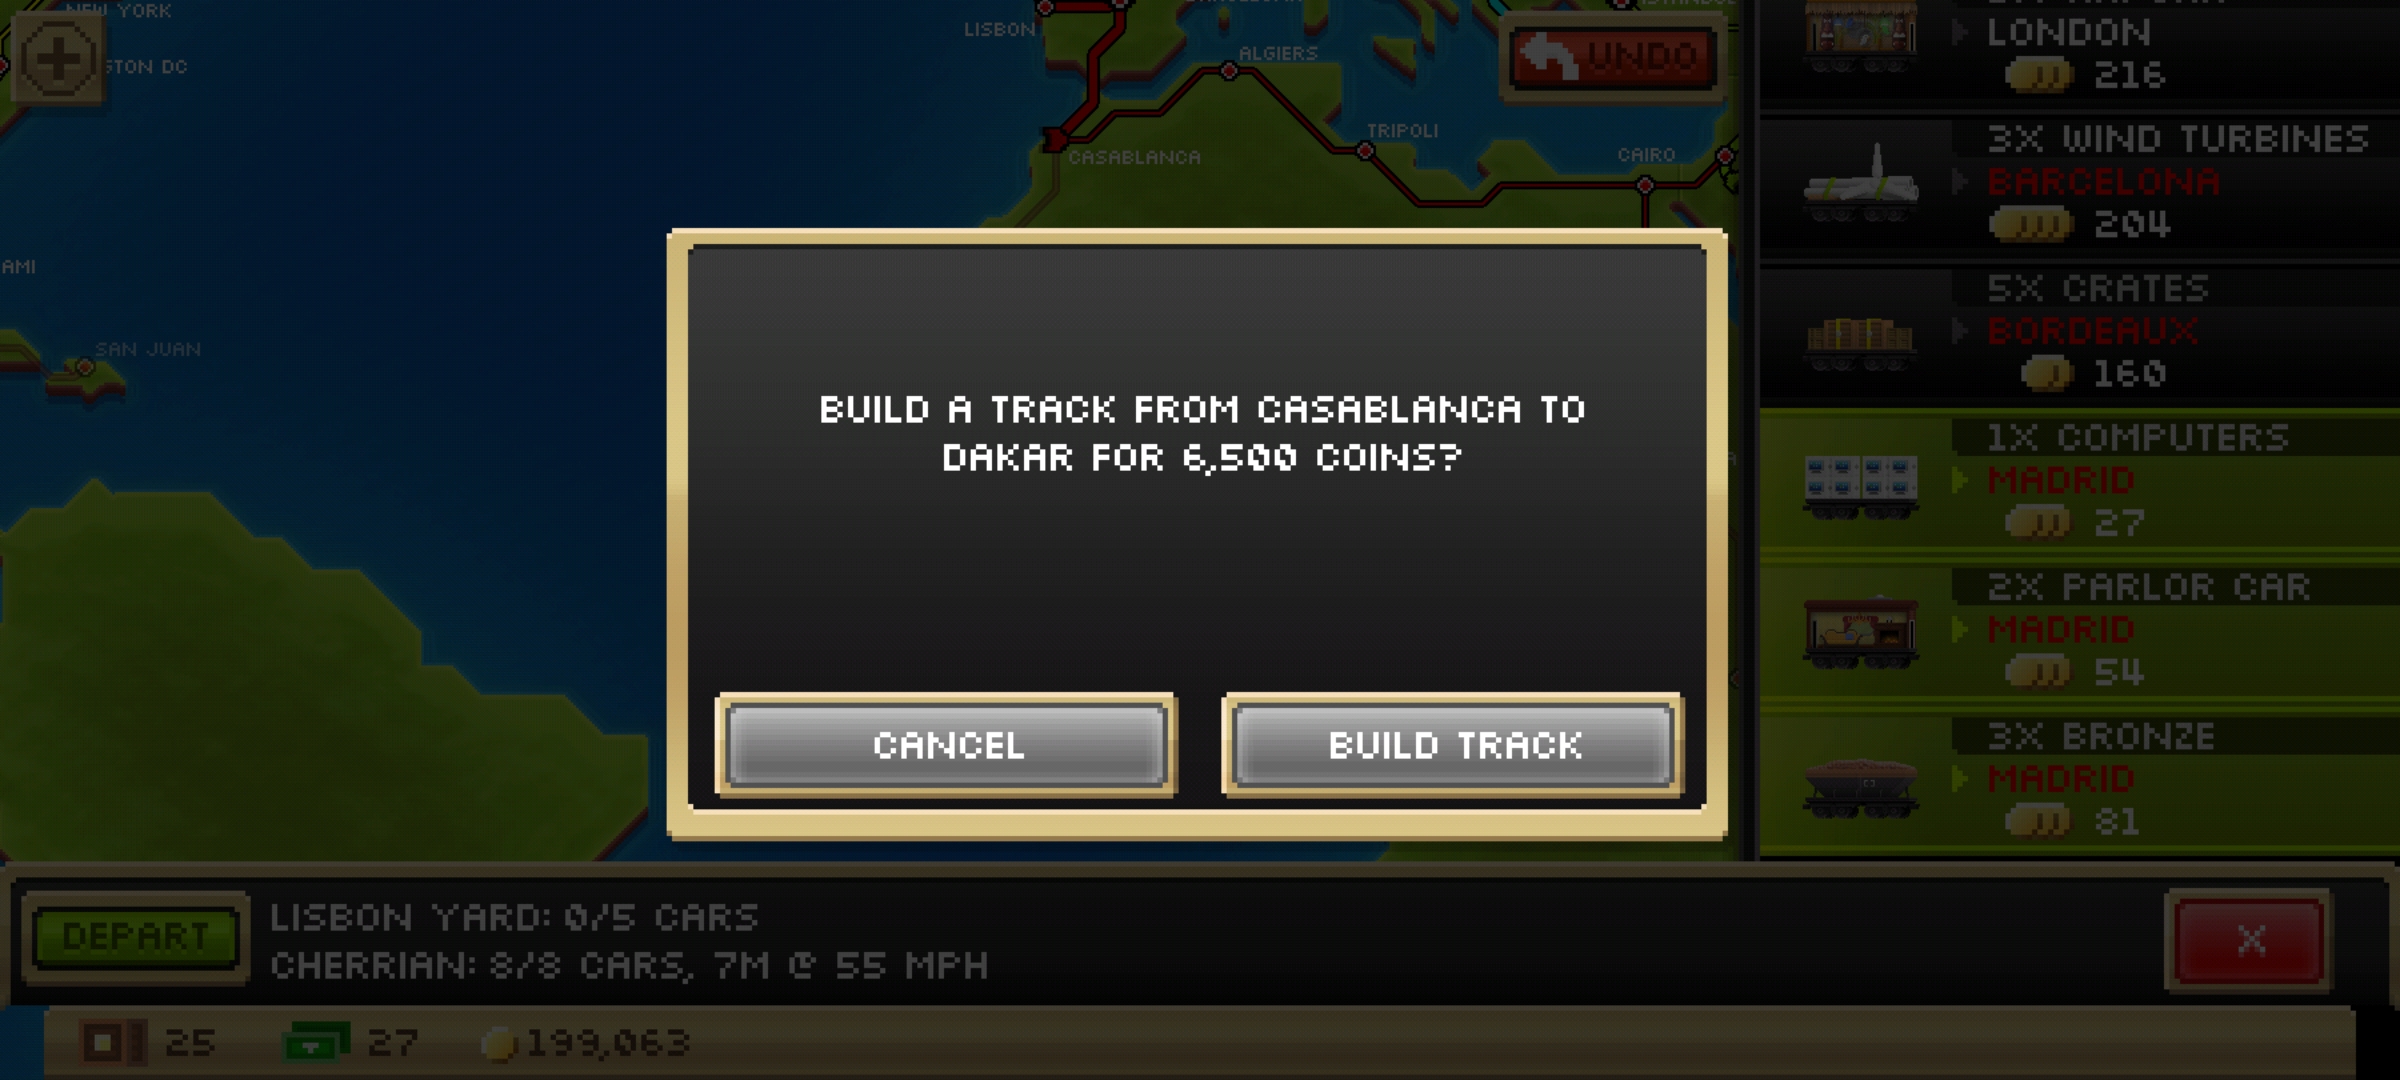 NEW YORK
LISBON
ALGIERS
UNDO
STON DC
TRIPOLI
CASABLANCA
CAIRO
AMI
SAN JUAN
BUILD A TRACK FROM CASABLANCA TO
DAKAR FOR 6,500 COINS?
CANCEL
BUILD TRACK
LONDON
216
3X WIND TURBINES
BARCELONA
204
5X CRATES
BORDEAUX
160
1X COMPUTERS
MADRID
27
2X PARLOR CAR
MADRID
54
3X BRONZE
MADRID
81
DEPART
LISBON YARD: 0/5 CARS
CHERRIAN: 8/8 CARS, 7M @ 55 MPH
X
25
27
199,063